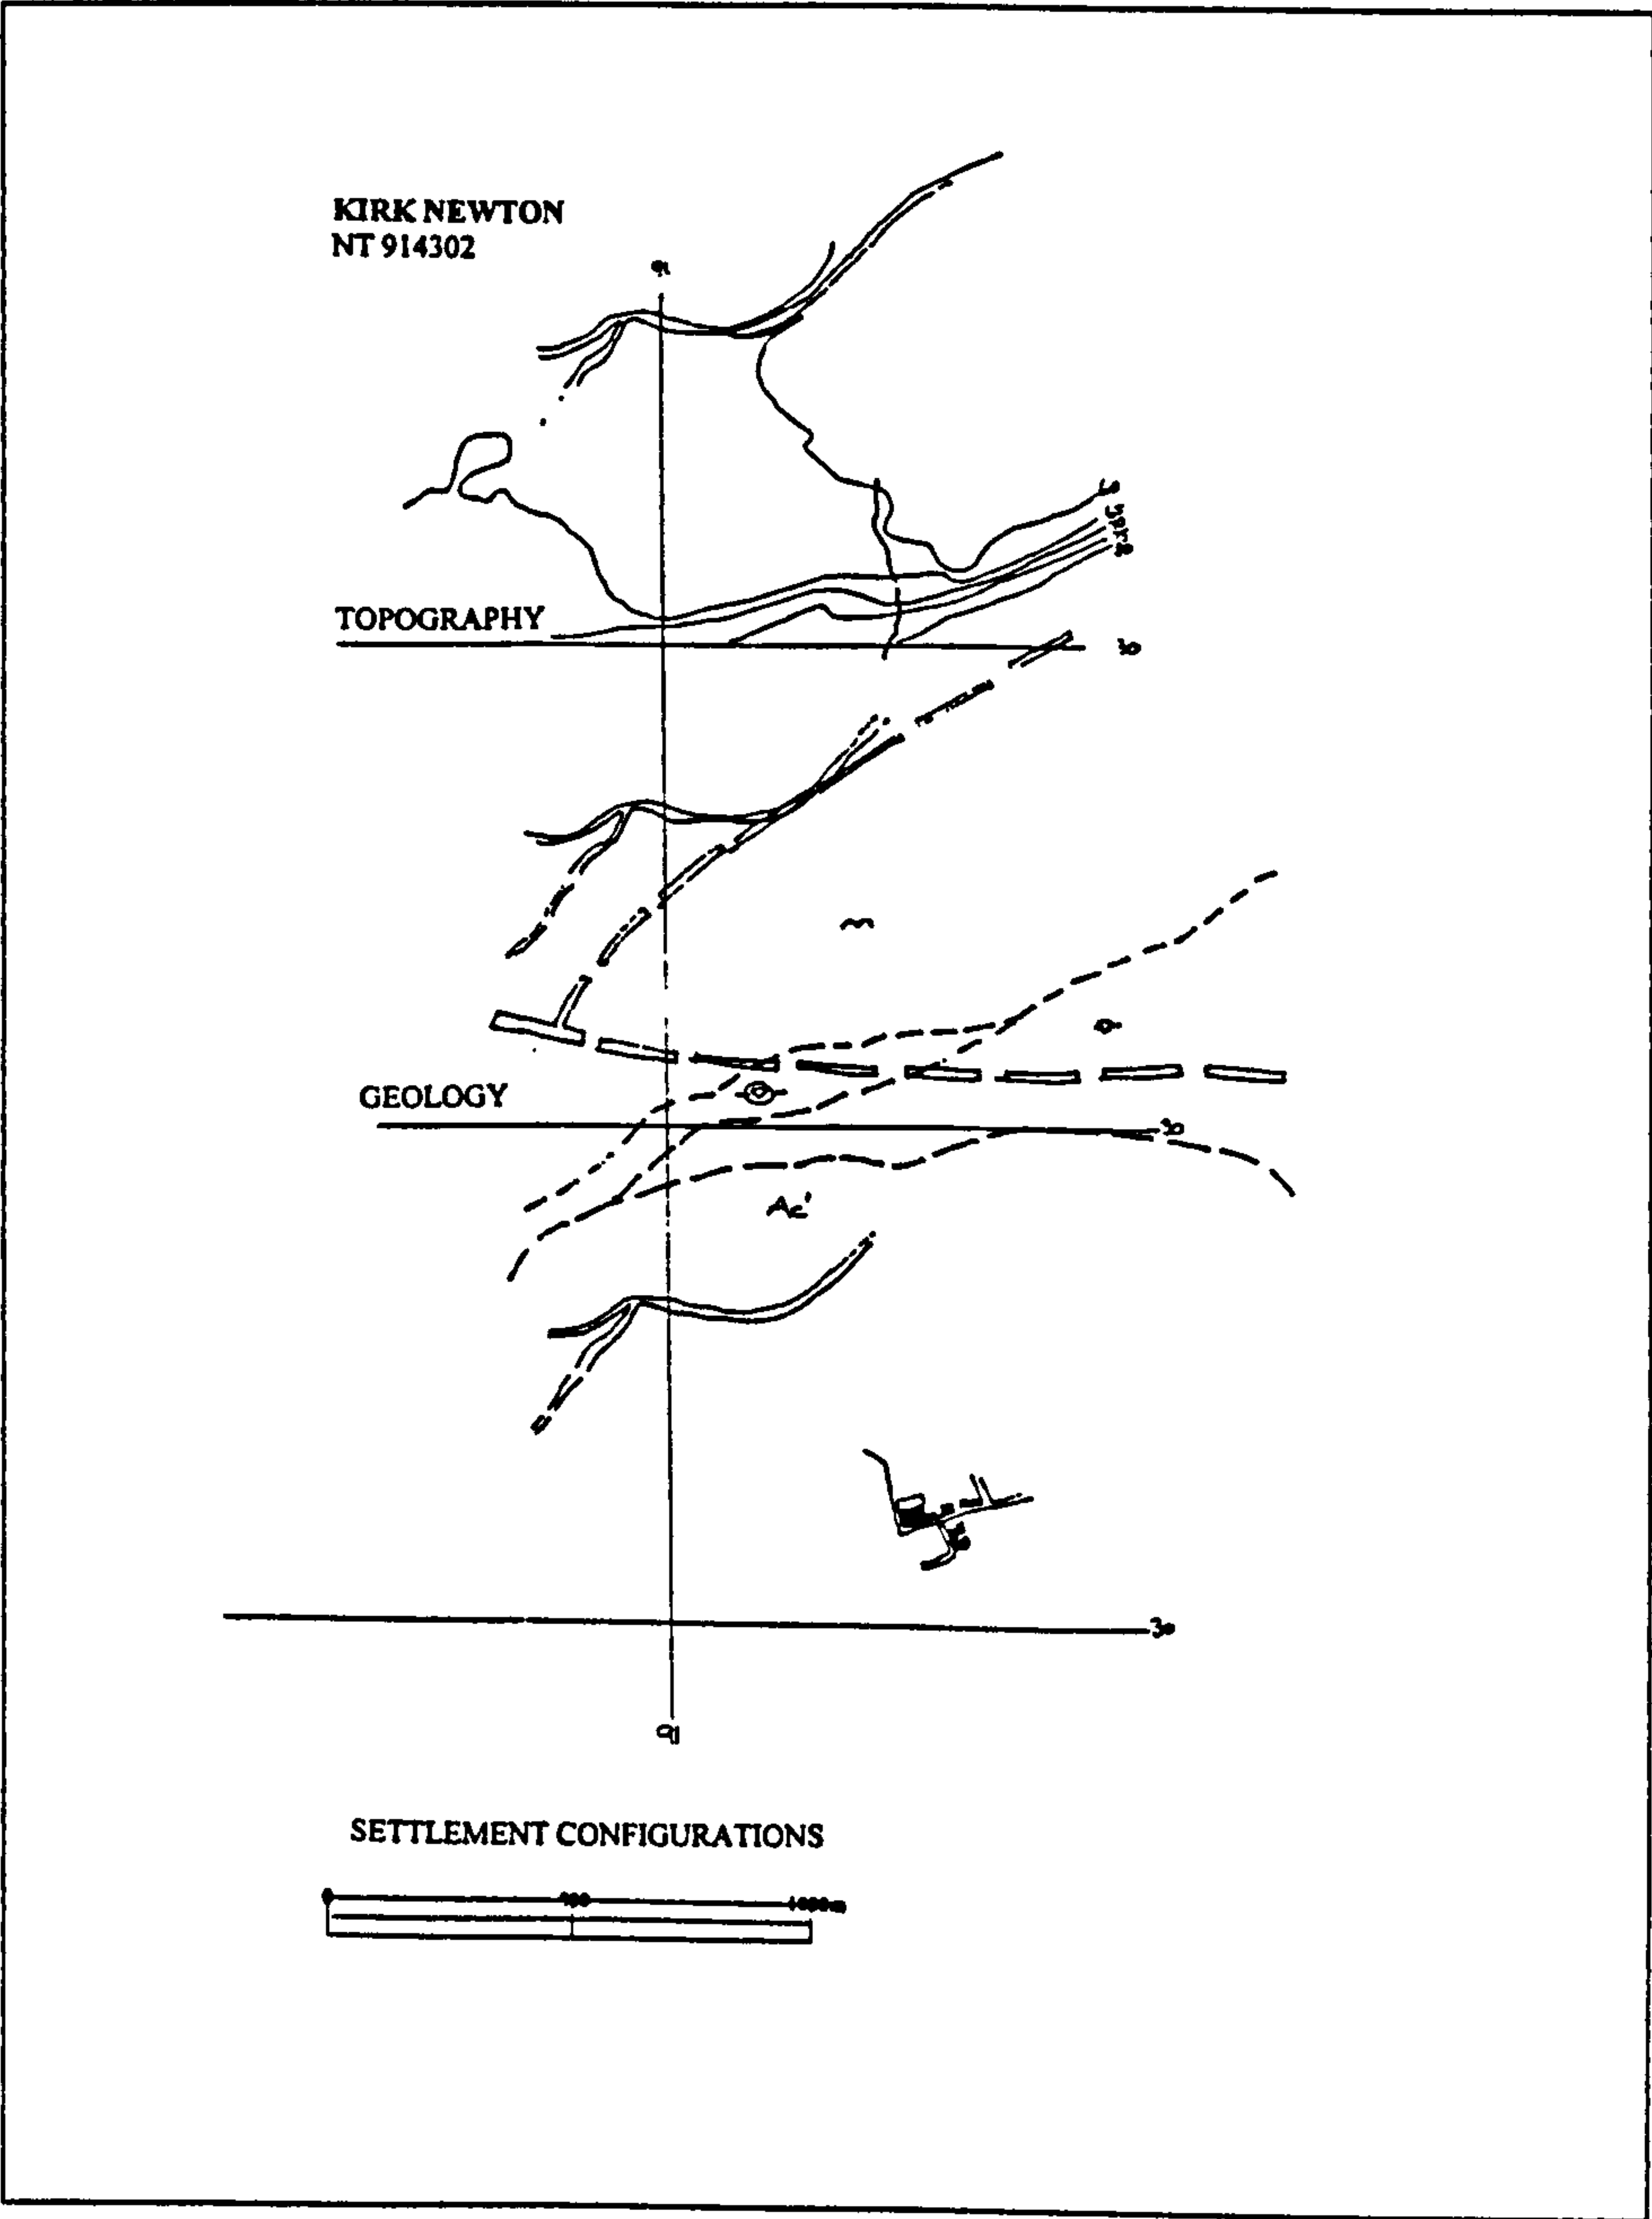 KIRK NEWTON
NT 914302
91
TOPOGRAPHY
30
GEOLOGY
30
Ac'
30
91
SETTLEMENT CONFIGURATIONS
0 500 1000m